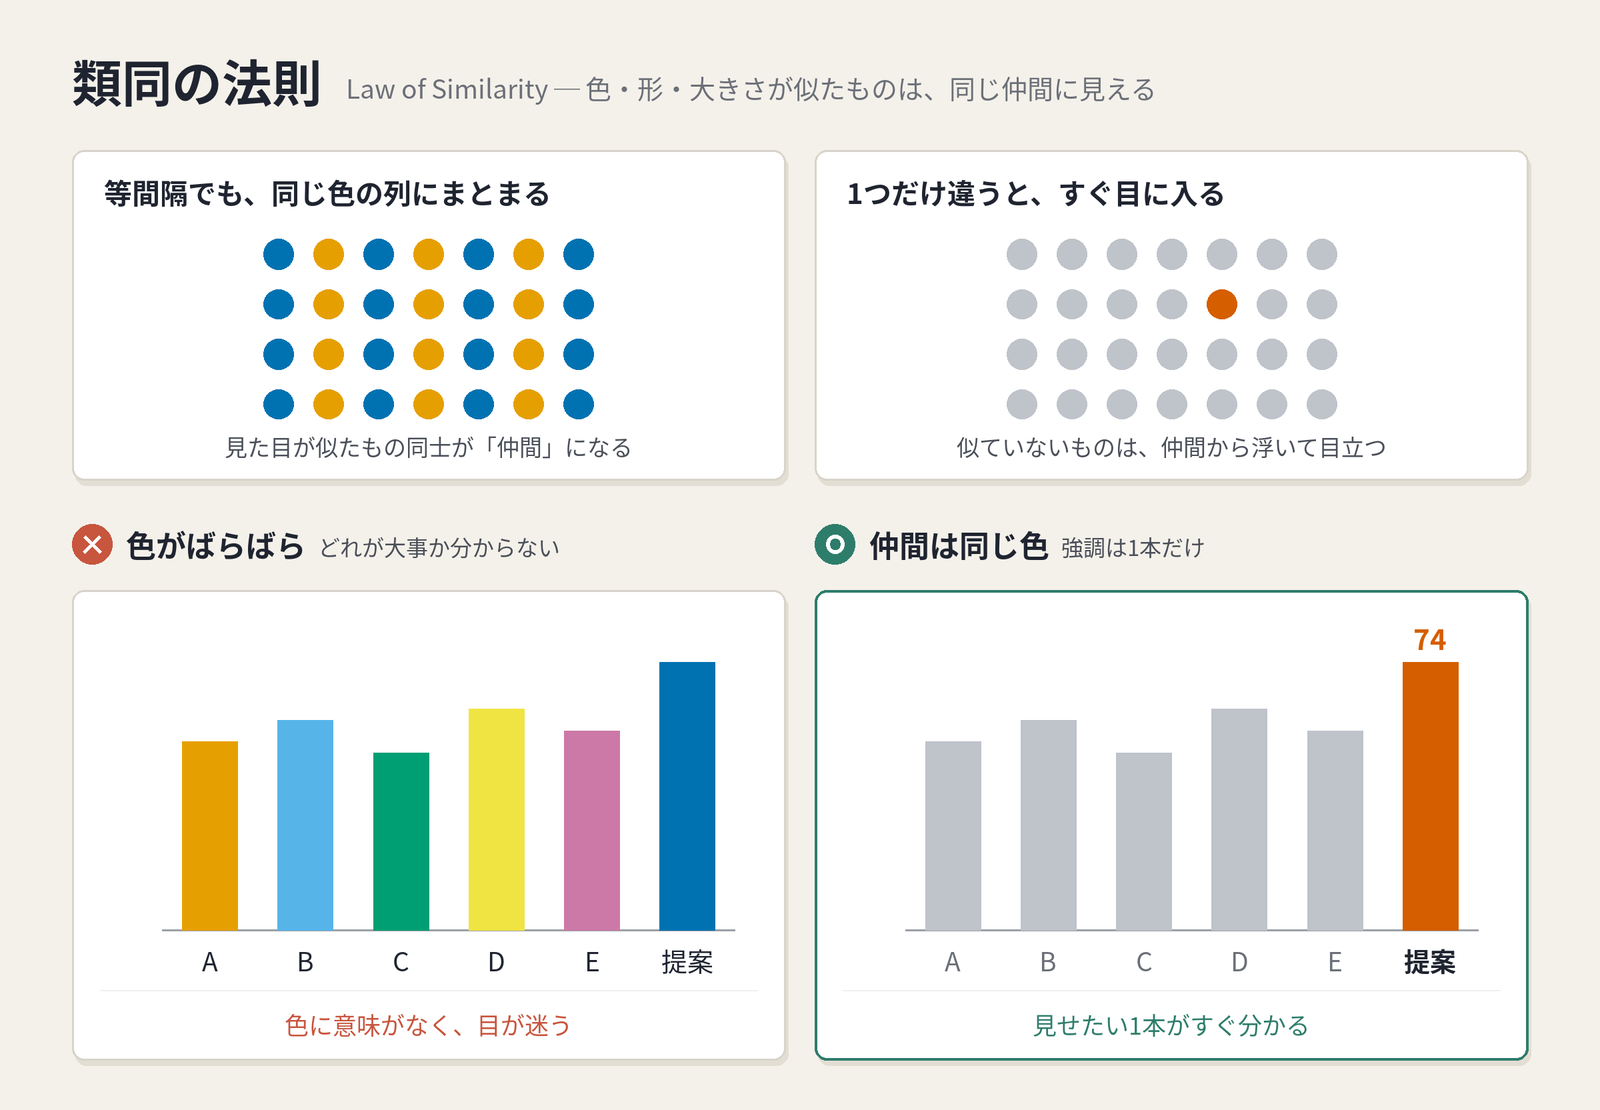 類同の法則
Law of Similarity — 色・形・大きさが似たものは、同じ仲間に見える
等間隔でも、同じ色の列にまとまる
見た目が似たもの同士が「仲間」になる
1つだけ違うと、すぐ目に入る
似ていないものは、仲間から浮いて目立つ
色がばらばら どれが大事か分からない
A B C D E 提案
色に意味がなく、目が迷う
仲間は同じ色 強調は1本だけ
74
A B C D E 提案
見せたい1本がすぐ分かる